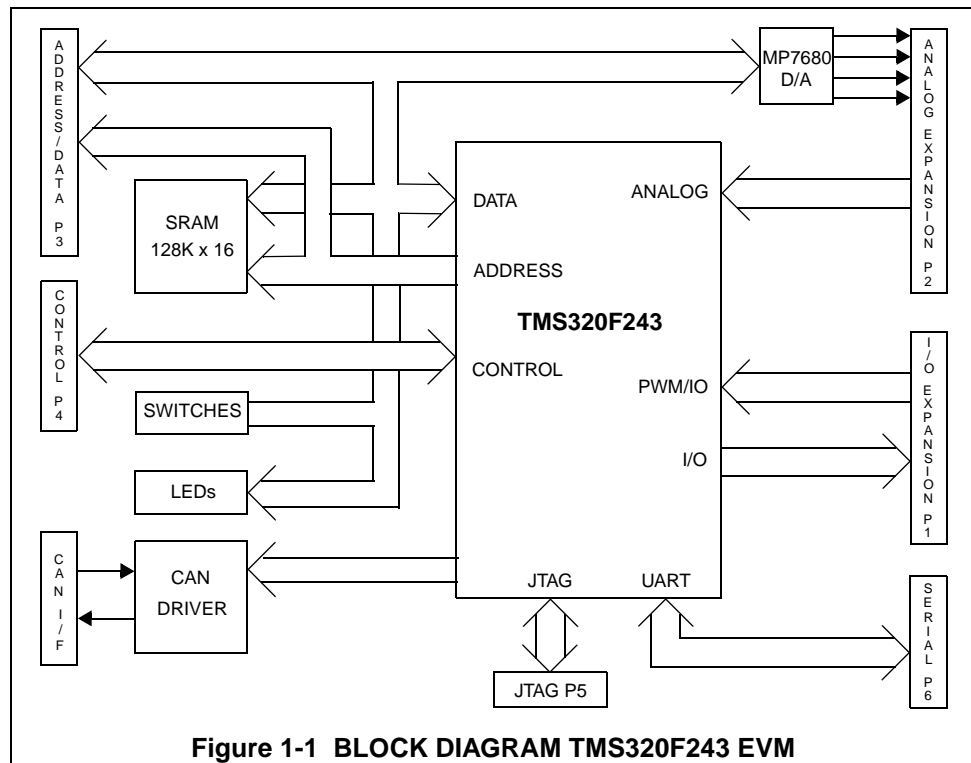 ADDRESS/DATA P3
MP7680
D/A
ANALOG EXPANSION P2
SRAM
128K x 16
DATA
ANALOG
ADDRESS
TMS320F243
CONTROL P4
CONTROL
SWITCHES
PWM/IO
I/O EXPANSION P1
I/O
LEDs
CAN I/F
CAN
DRIVER
JTAG
UART
SERIAL P6
JTAG P5
Figure 1-1 BLOCK DIAGRAM TMS320F243 EVM